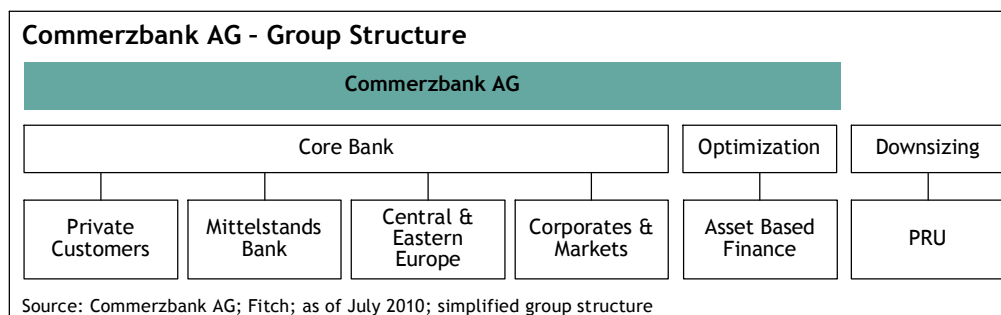 Commerzbank AG – Group Structure
Commerzbank AG
Core Bank
Optimization
Downsizing
Private
Customers
Mittelstands
Bank
Central &
Eastern
Europe
Corporates &
Markets
Asset Based
Finance
PRU
Source: Commerzbank AG; Fitch; as of July 2010; simplified group structure